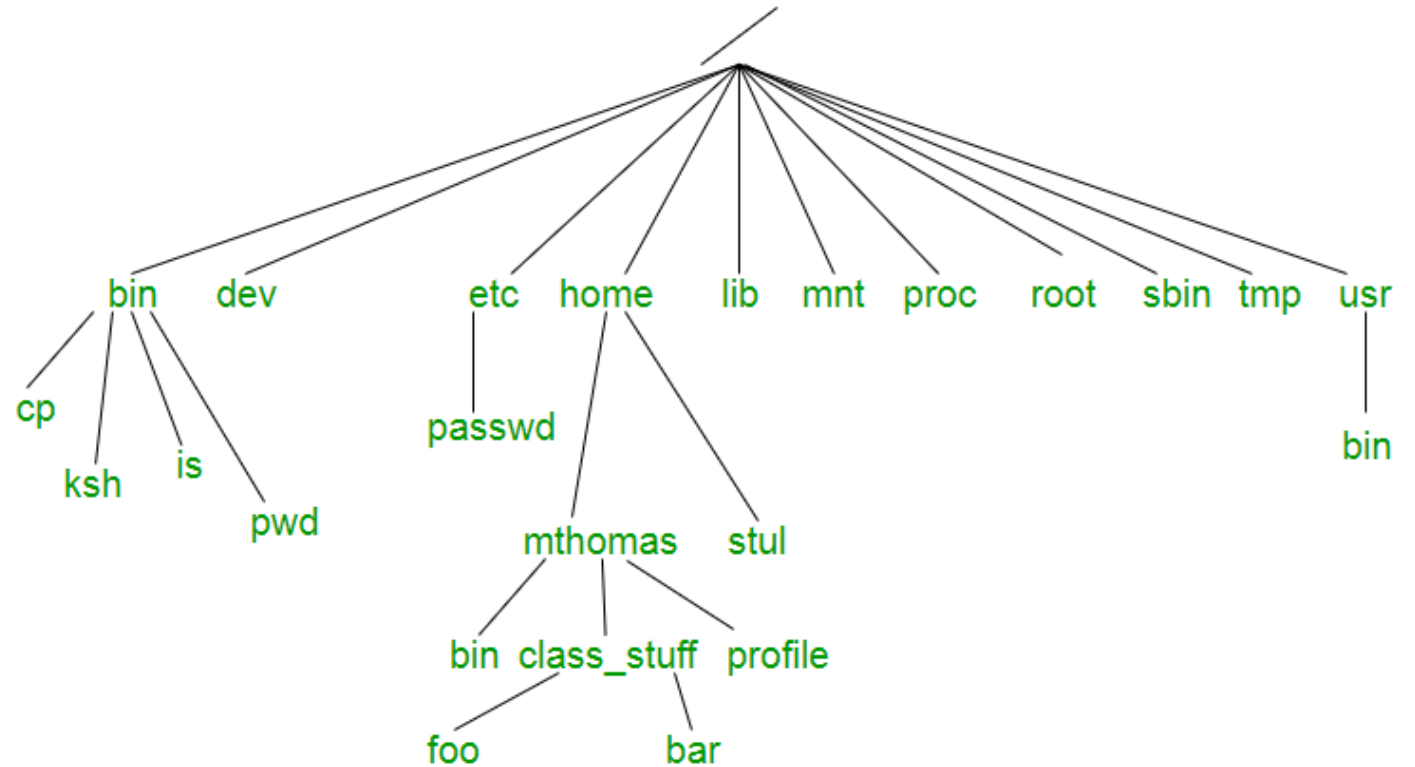 /
bin dev etc home lib mnt proc root sbin tmp usr
cp
passwd
bin
is
ksh
pwd
mthomas stul
bin class_stuff profile
foo bar